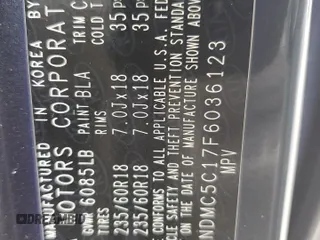 MANUFACTURED IN KOREA BY
MOTORS CORPORAT
GVWR 6085LB PAINT BLA TRIM C
TIRES RIMS COLD T
235/60R18 7.0Jx18 35
235/60R18 7.0Jx18 35
CONFORMS TO ALL APPLICABLE U.S.A. FED
VEHICLE SAFETY AND THEFT PREVENTION STANDA
ON THE DATE OF MANUFACTURE SHOWN
NDMC5C17F6036123
MPV